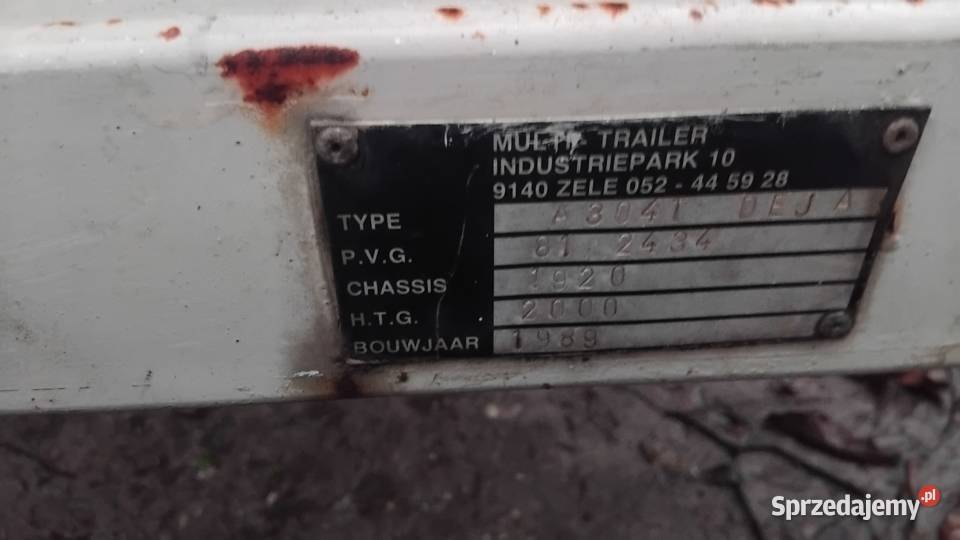 MULTI - TRAILER
INDUSTRIEPARK 10
9140 ZELE 052 - 44 59 28
TYPE A304T DEJA
P.V.G. 81 2434
CHASSIS 1920
H.T.G. 2000
BOUWJAAR 1989
Sprzedajemy.pl